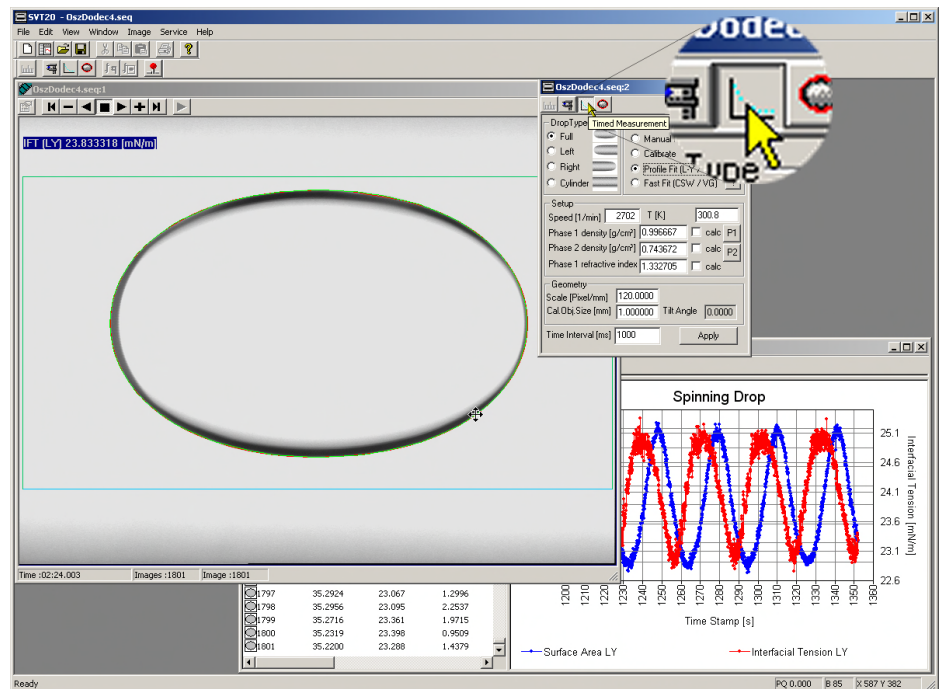 SVT20 - OszDodec4.seq
File Edit View Window Image Service Help
OszDodec4.seq:1
IFT (LY) 23.833318 [mN/m]
Time :02:24.003 Images :1801 Image :1801
OszDodec4.seq:2
Timed Measurement
DropType
Full
Left
Right
Cylinder
Manual
Calibrate
Profile Fit (L-Y /
Fast Fit (CSW / VG)
Dodec
Type
Setup
Speed [1/min] 2702 T [K] 300.8
Phase 1 density [g/cm³] 0.996667 calc P1
Phase 2 density [g/cm³] 0.743672 calc P2
Phase 1 refractive index 1.332705 calc
Geometry
Scale [Pixel/mm] 120.0000
Cal.Obj.Size [mm] 1.000000 Tilt Angle 0.0000
Time Interval [ms] 1000 Apply
Spinning Drop
25.1
24.6
24.1
23.6
23.1
22.6
Interfacial Tension [mN/m]
1200 1210 1220 1230 1240 1250 1260 1270 1280 1290 1300 1310 1320 1330 1340 1350 1360
Time Stamp [s]
Surface Area LY Interfacial Tension LY
1797 35.2924 23.067 1.2996
1798 35.2956 23.095 2.2537
1799 35.2716 23.361 1.9715
1800 35.2319 23.398 0.9509
1801 35.2200 23.288 1.4379
Ready PQ 0.000 B 85 X 587 Y 382